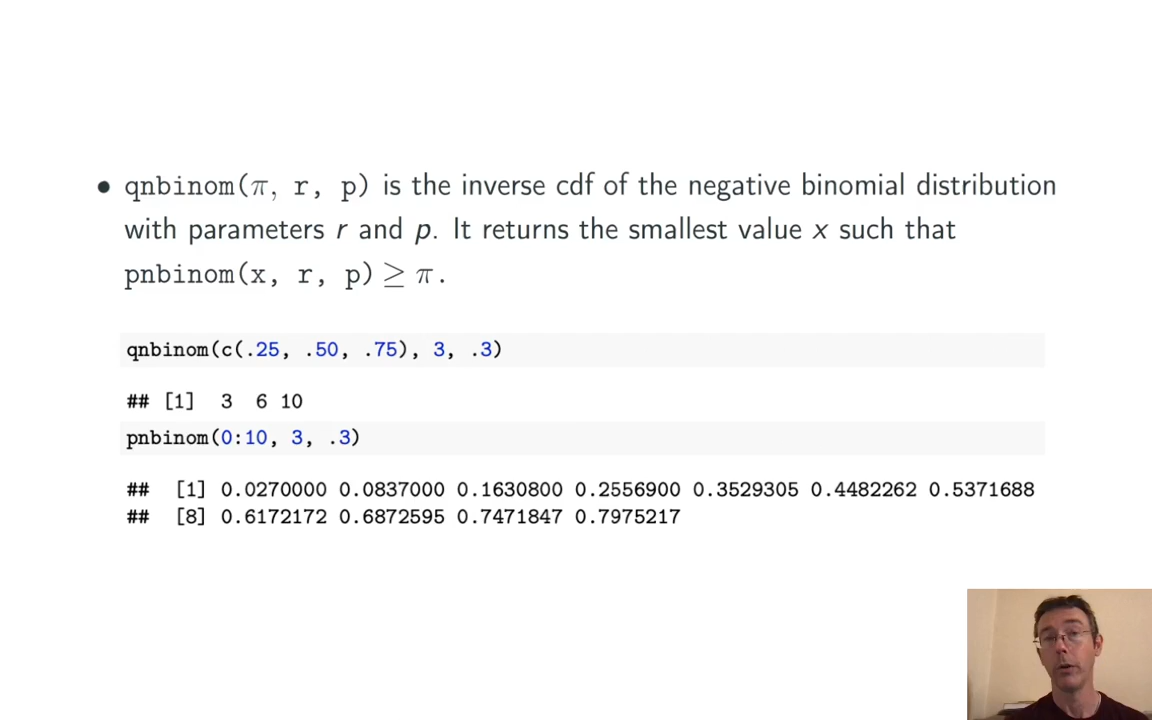 • qnbinom(π, r, p) is the inverse cdf of the negative binomial distribution
with parameters r and p. It returns the smallest value x such that
pnbinom(x, r, p) ≥ π.
qnbinom(c(.25, .50, .75), 3, .3)
## [1]  3  6 10
pnbinom(0:10, 3, .3)
##  [1] 0.0270000 0.0837000 0.1630800 0.2556900 0.3529305 0.4482262 0.5371688
##  [8] 0.6172172 0.6872595 0.7471847 0.7975217